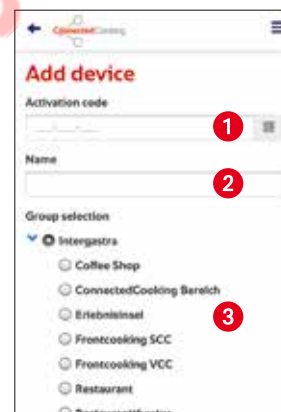 ConnectedCooking
Add device
Activation code
1
Name
2
Group selection
Intergastra
Coffee Shop
ConnectedCooking Bereich
Erlebnisinsel
3
Frontcooking SCC
Frontcooking VCC
Restaurant